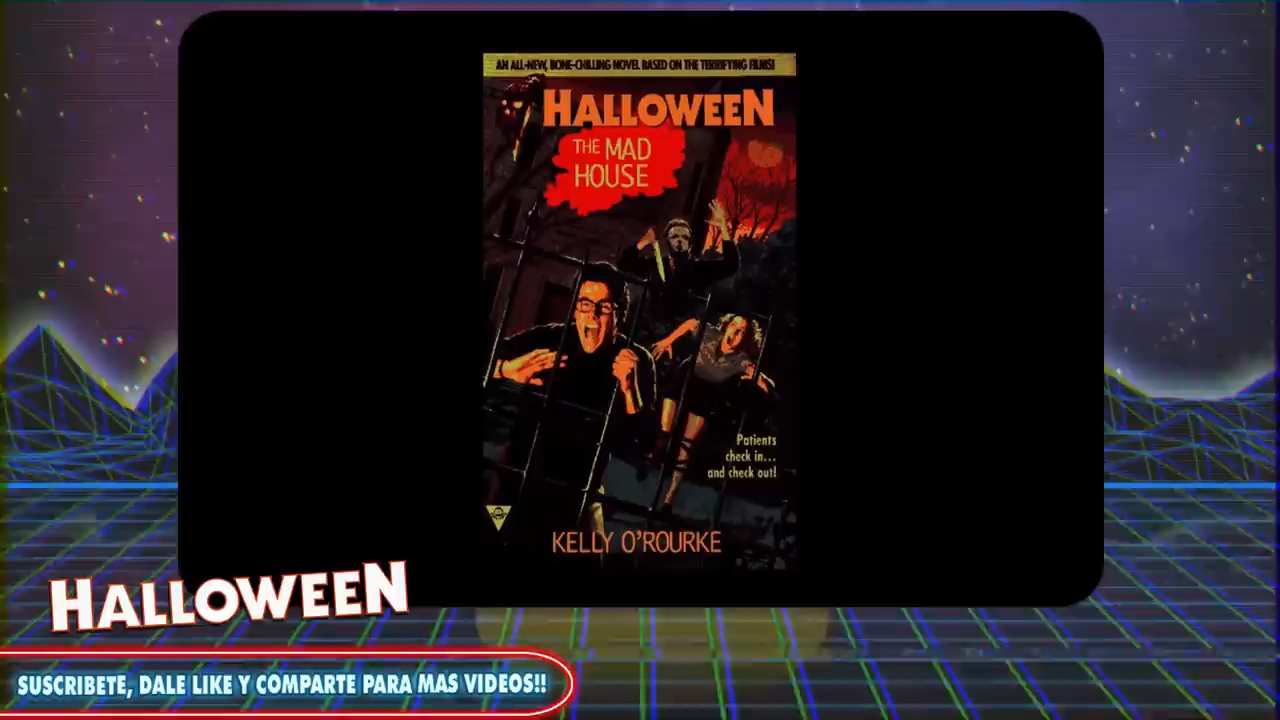 AN ALL-NEW, BONE-CHILLING NOVEL BASED ON THE TERRIFYING FILMS!
HALLOWEEN
THE MAD
HOUSE
Patients
check in...
and check out!
KELLY O'ROURKE
HALLOWEEN
SUSCRIBETE, DALE LIKE Y COMPARTE PARA MAS VIDEOS!!